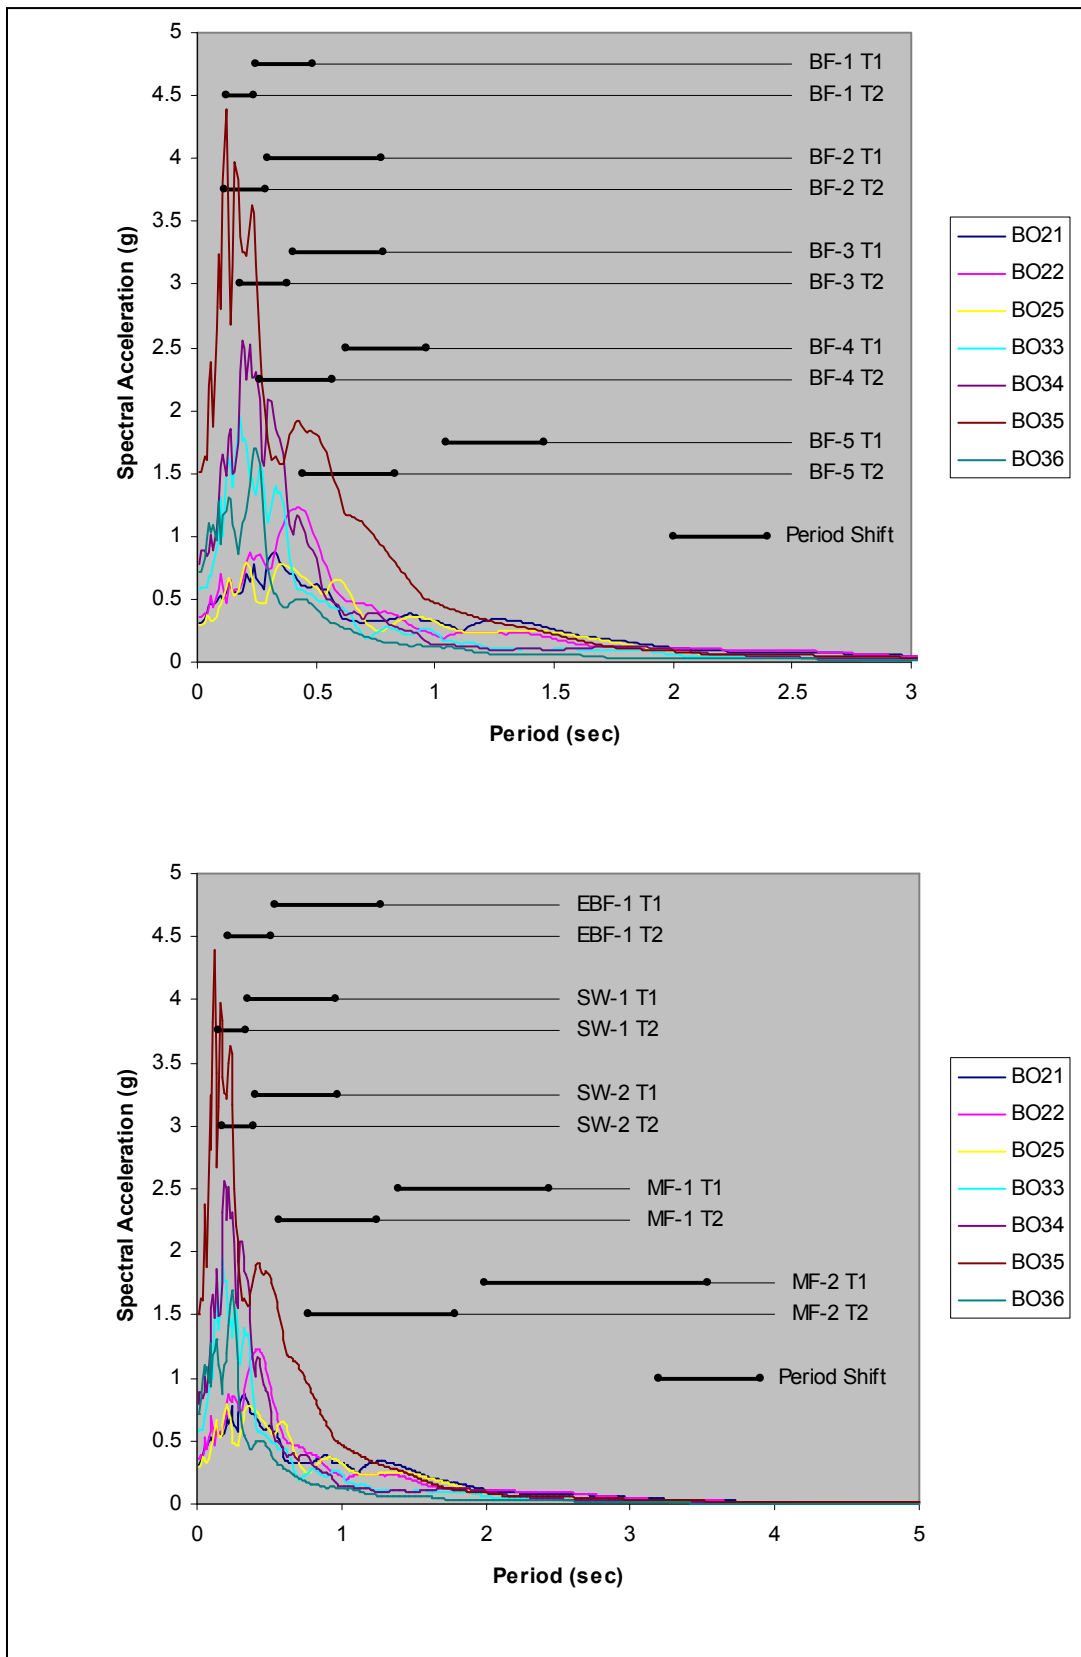 5
BF-1 T1
4.5
BF-1 T2
4
BF-2 T1
BF-2 T2
3.5
BF-3 T1
3
BF-3 T2
2.5
BF-4 T1
BF-4 T2
2
BF-5 T1
1.5
BF-5 T2
1
Period Shift
0.5
0
0 0.5 1 1.5 2 2.5 3
Spectral Acceleration (g)
Period (sec)
BO21
BO22
BO25
BO33
BO34
BO35
BO36
5
EBF-1 T1
4.5
EBF-1 T2
4
SW-1 T1
SW-1 T2
3.5
SW-2 T1
3
SW-2 T2
2.5
MF-1 T1
MF-1 T2
2
MF-2 T1
1.5
MF-2 T2
1
Period Shift
0.5
0
0 1 2 3 4 5
Spectral Acceleration (g)
Period (sec)
BO21
BO22
BO25
BO33
BO34
BO35
BO36